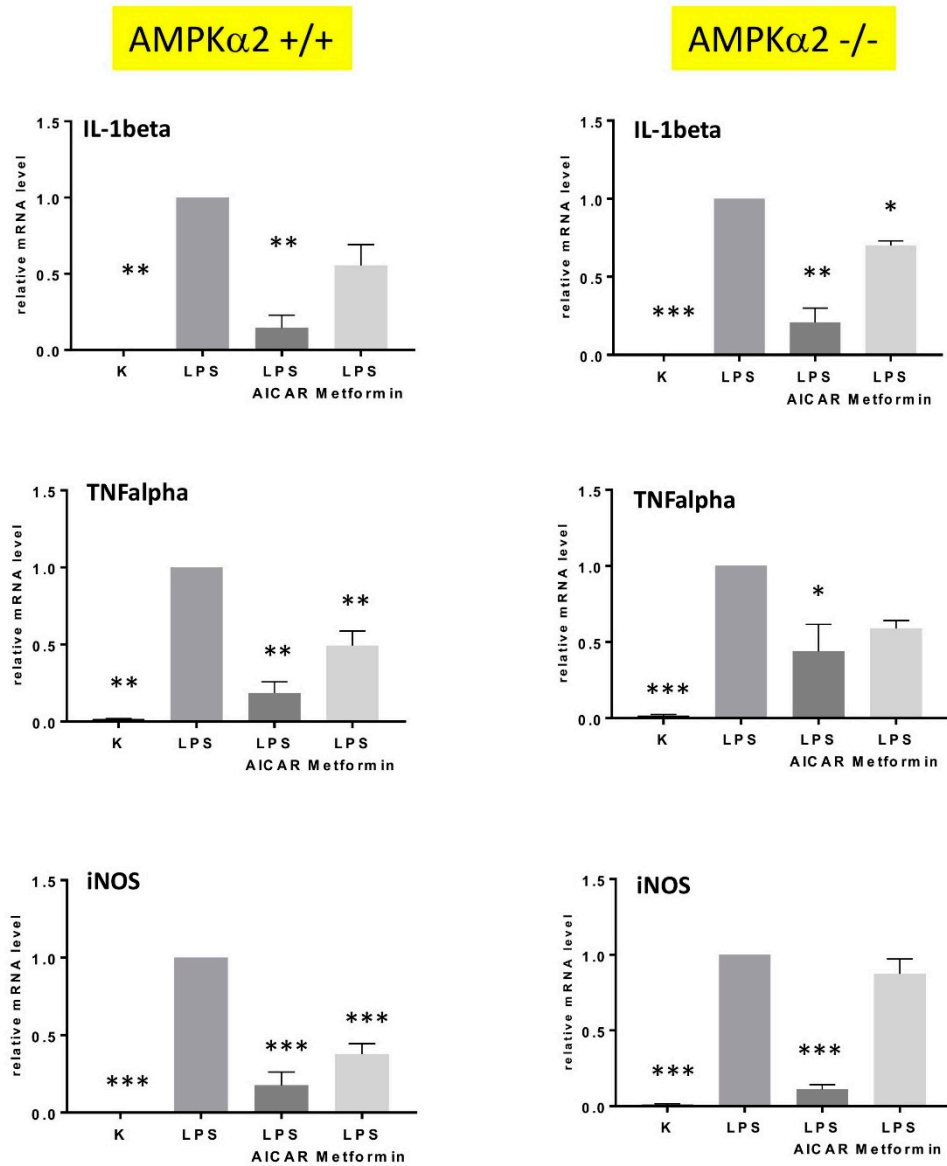 AMPKα2 +/+
AMPKα2 -/-
IL-1beta
relative mRNA level
1.5
1.0
0.5
0.0
**
**
K
LPS
LPS
LPS
AICAR Metformin
IL-1beta
relative mRNA level
1.5
1.0
0.5
0.0
***
**
*
K
LPS
LPS
LPS
AICAR Metformin
TNFalpha
relative mRNA level
1.5
1.0
0.5
0.0
**
**
**
K
LPS
LPS
LPS
AICAR Metformin
TNFalpha
relative mRNA level
1.5
1.0
0.5
0.0
***
*
K
LPS
LPS
LPS
AICAR Metformin
iNOS
relative mRNA level
1.5
1.0
0.5
0.0
***
***
***
K
LPS
LPS
LPS
AICAR Metformin
iNOS
relative mRNA level
1.5
1.0
0.5
0.0
***
***
K
LPS
LPS
LPS
AICAR Metformin